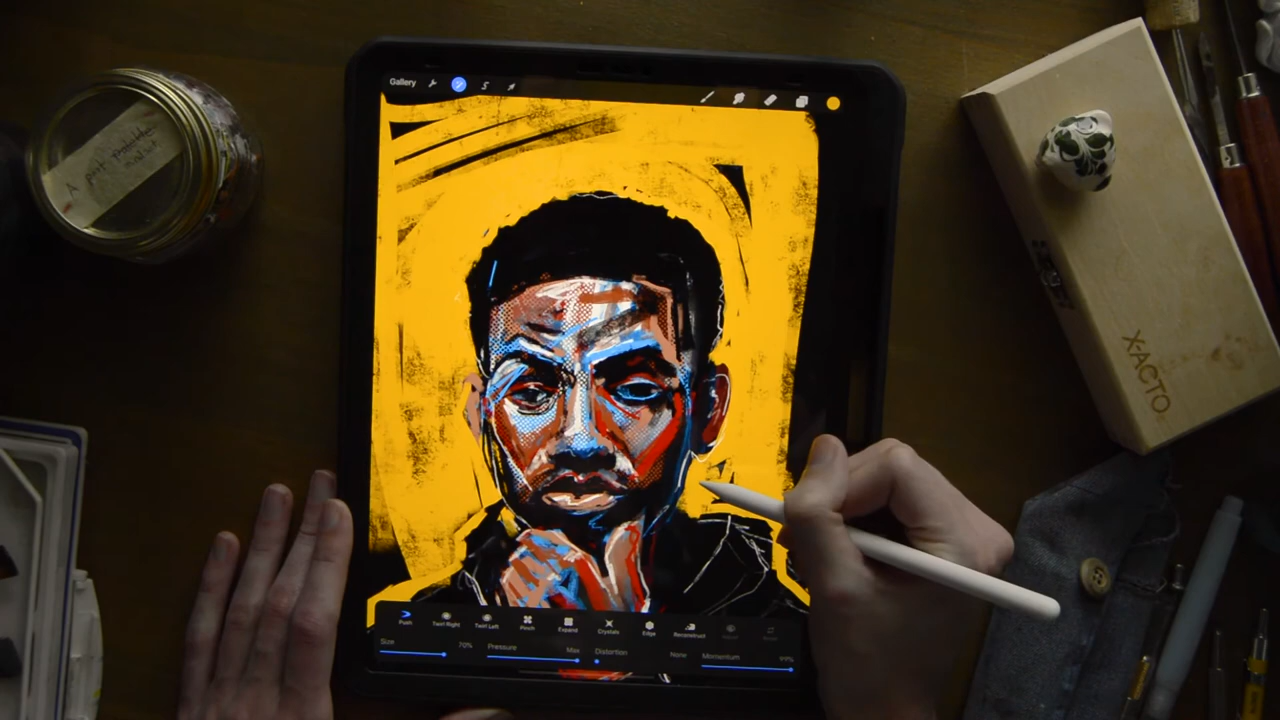 Gallery
A
Push
Twirl Right
Twirl Left
Pinch
Expand
Crystals
Edge
Reconstruct
Size
70%
Pressure
Max
Distortion
None
Momentum
99%
X-ACTO